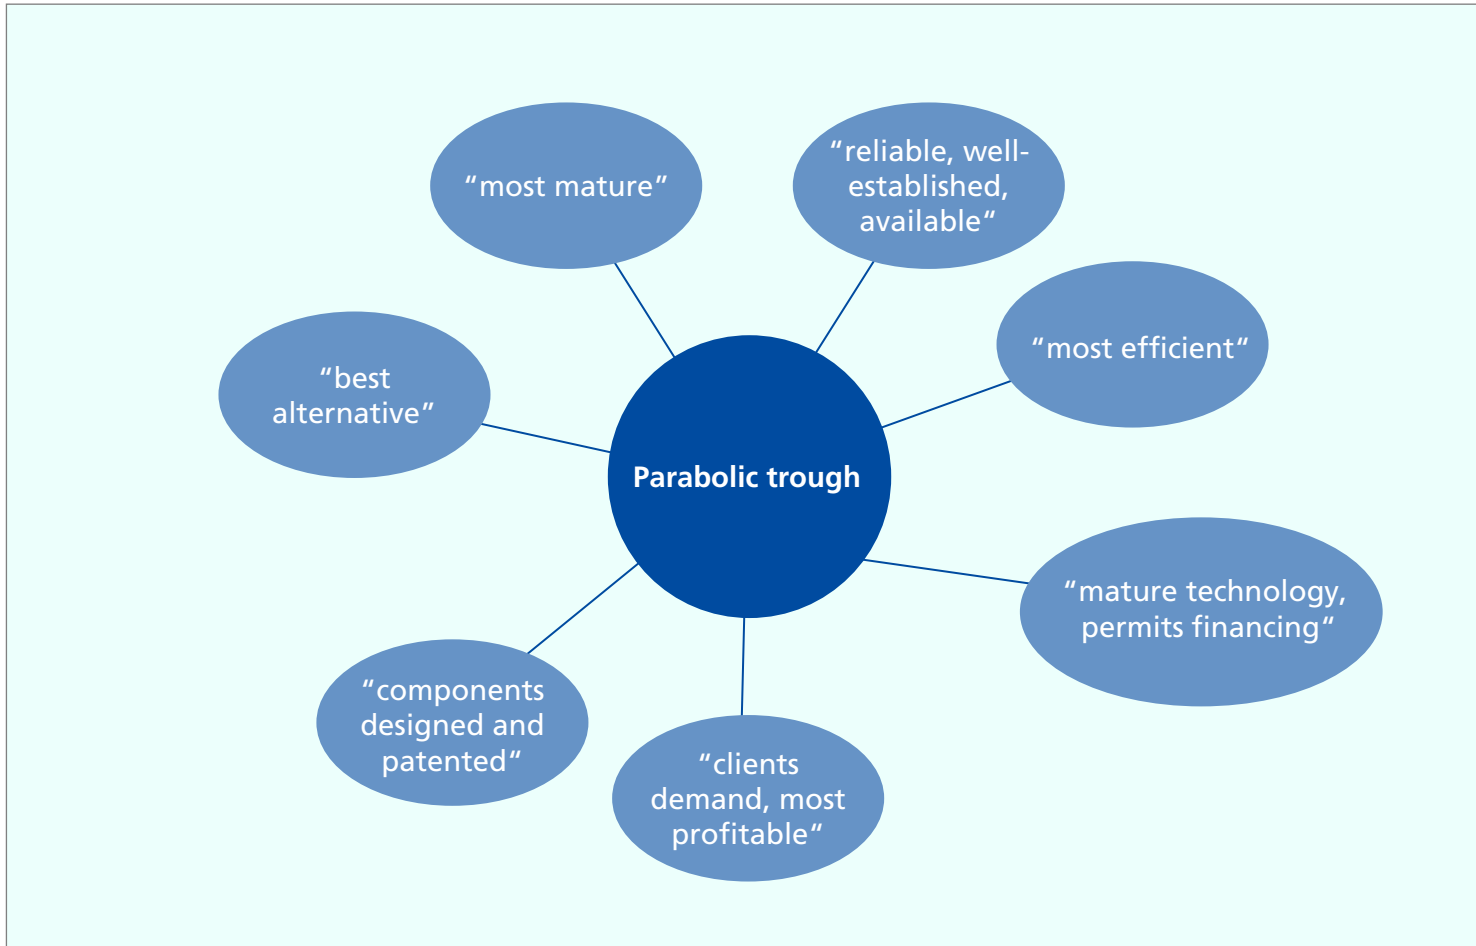 “most mature”
“reliable, well-
established,
available“
“most efficient“
“best
alternative”
Parabolic trough
“mature technology,
permits financing“
“components
designed and
patented“
“clients
demand, most
profitable“